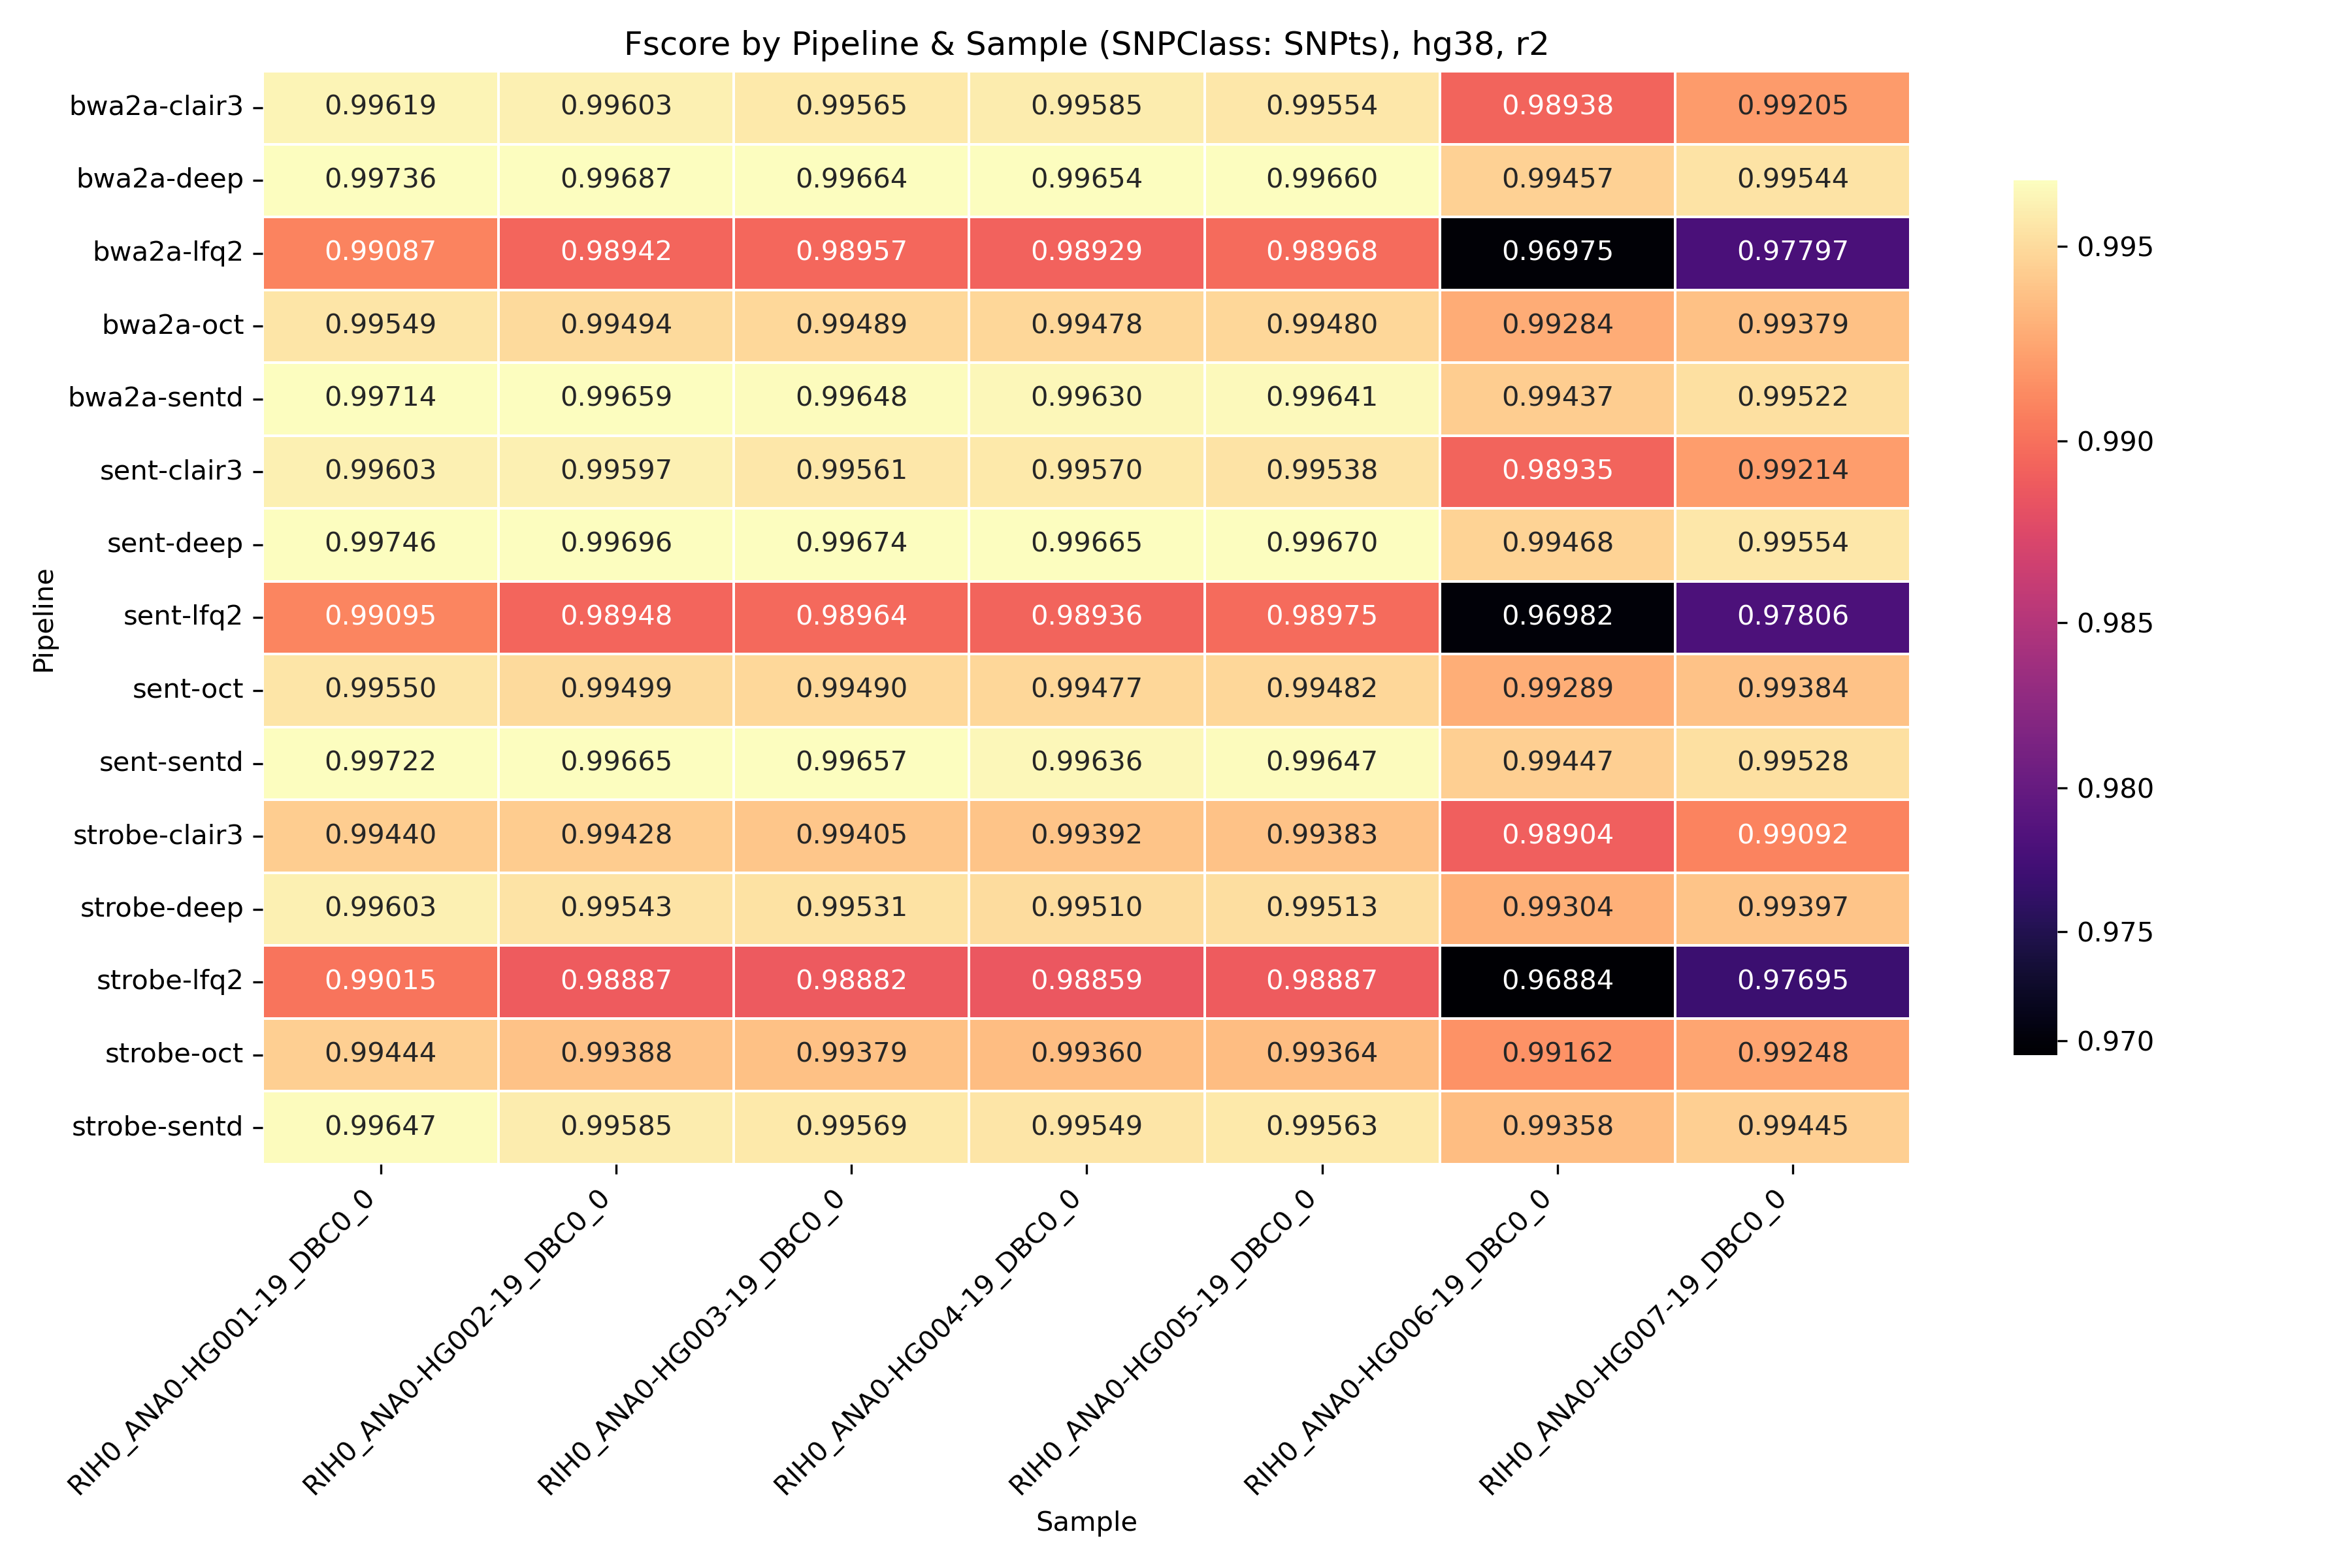 Fscore by Pipeline & Sample (SNPClass: SNPts), hg38, r2
Pipeline
bwa2a-clair3 0.99619 0.99603 0.99565 0.99585 0.99554 0.98938 0.99205
bwa2a-deep 0.99736 0.99687 0.99664 0.99654 0.99660 0.99457 0.99544
bwa2a-lfq2 0.99087 0.98942 0.98957 0.98929 0.98968 0.96975 0.97797
bwa2a-oct 0.99549 0.99494 0.99489 0.99478 0.99480 0.99284 0.99379
bwa2a-sentd 0.99714 0.99659 0.99648 0.99630 0.99641 0.99437 0.99522
sent-clair3 0.99603 0.99597 0.99561 0.99570 0.99538 0.98935 0.99214
sent-deep 0.99746 0.99696 0.99674 0.99665 0.99670 0.99468 0.99554
sent-lfq2 0.99095 0.98948 0.98964 0.98936 0.98975 0.96982 0.97806
sent-oct 0.99550 0.99499 0.99490 0.99477 0.99482 0.99289 0.99384
sent-sentd 0.99722 0.99665 0.99657 0.99636 0.99647 0.99447 0.99528
strobe-clair3 0.99440 0.99428 0.99405 0.99392 0.99383 0.98904 0.99092
strobe-deep 0.99603 0.99543 0.99531 0.99510 0.99513 0.99304 0.99397
strobe-lfq2 0.99015 0.98887 0.98882 0.98859 0.98887 0.96884 0.97695
strobe-oct 0.99444 0.99388 0.99379 0.99360 0.99364 0.99162 0.99248
strobe-sentd 0.99647 0.99585 0.99569 0.99549 0.99563 0.99358 0.99445
RIH0_ANA0-HG001-19_DBC0_0
RIH0_ANA0-HG002-19_DBC0_0
RIH0_ANA0-HG003-19_DBC0_0
RIH0_ANA0-HG004-19_DBC0_0
RIH0_ANA0-HG005-19_DBC0_0
RIH0_ANA0-HG006-19_DBC0_0
RIH0_ANA0-HG007-19_DBC0_0
Sample
0.995
0.990
0.985
0.980
0.975
0.970